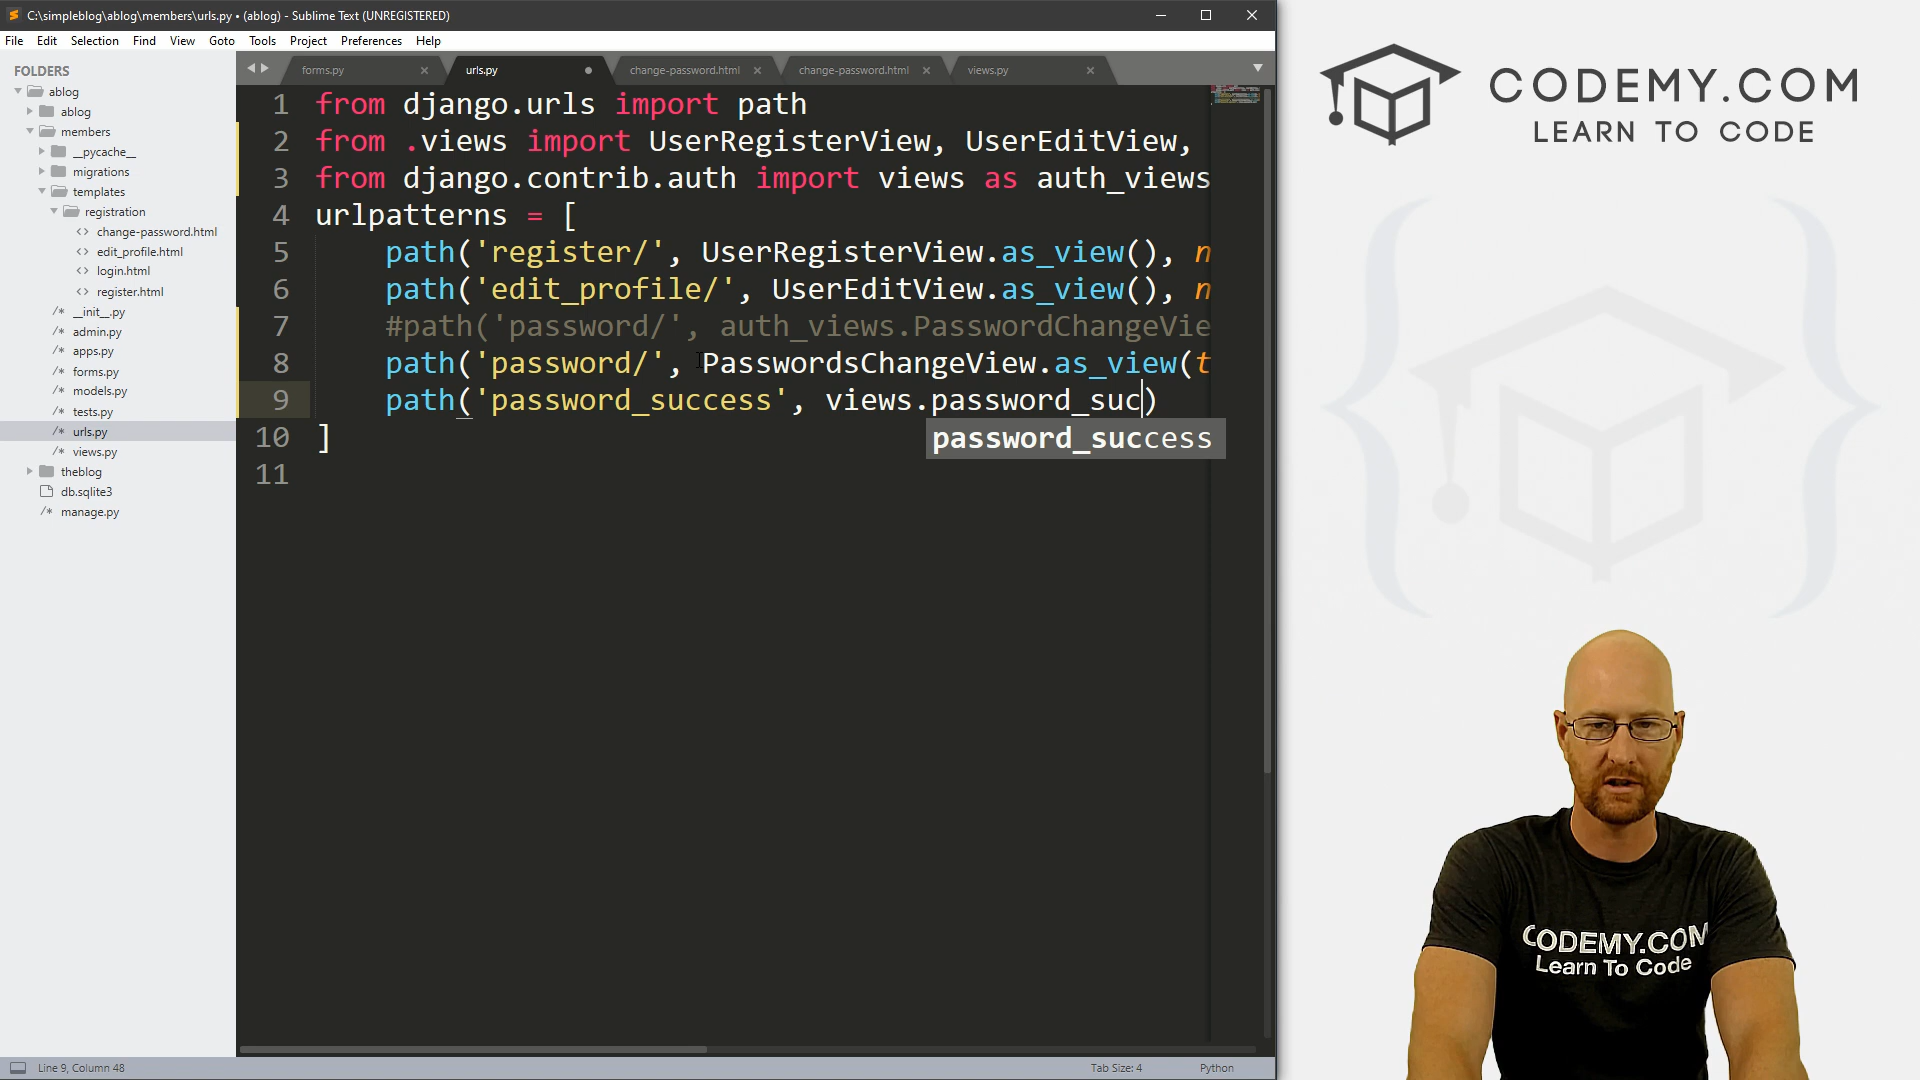 C:\simpleblog\ablog\members\urls.py • (ablog) - Sublime Text (UNREGISTERED)
File Edit Selection Find View Goto Tools Project Preferences Help
FOLDERS
ablog
ablog
members
__pycache__
migrations
templates
registration
change-password.html
edit_profile.html
login.html
register.html
__init__.py
admin.py
apps.py
forms.py
models.py
tests.py
urls.py
views.py
theblog
db.sqlite3
manage.py
forms.py urls.py change-password.html change-password.html views.py
1 from django.urls import path
2 from .views import UserRegisterView, UserEditView,
3 from django.contrib.auth import views as auth_views
4 urlpatterns = [
5 path('register/', UserRegisterView.as_view(), n
6 path('edit_profile/', UserEditView.as_view(), n
7 #path('password/', auth_views.PasswordChangeVie
8 path('password/', PasswordsChangeView.as_view(t
9 path('password_success', views.password_suc)
password_success
10 ]
11
Line 9, Column 48 Tab Size: 4 Python
CODEMY.COM
LEARN TO CODE
CODEMY.COM
Learn To Code